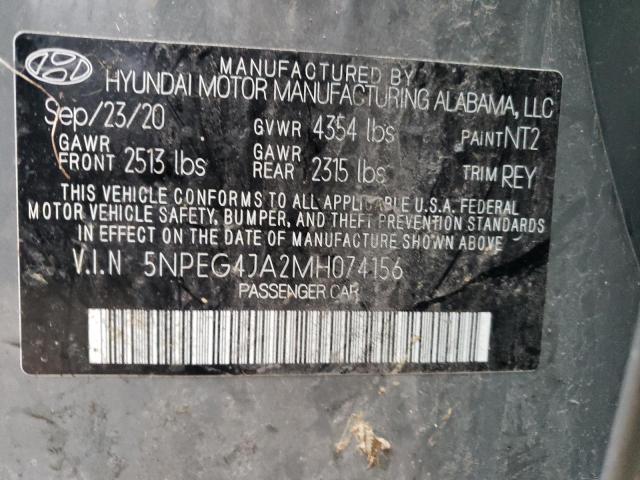 MANUFACTURED BY
HYUNDAI MOTOR MANUFACTURING ALABAMA, LLC
Sep/23/20 GVWR 4354 lbs PAINT NT2
GAWR FRONT 2513 lbs GAWR REAR 2315 lbs TRIM REY
THIS VEHICLE CONFORMS TO ALL APPLICABLE U.S.A. FEDERAL
MOTOR VEHICLE SAFETY, BUMPER, AND THEFT PREVENTION STANDARDS
IN EFFECT ON THE DATE OF MANUFACTURE SHOWN ABOVE.
V.I.N 5NPEG4JA2MH074156
PASSENGER CAR